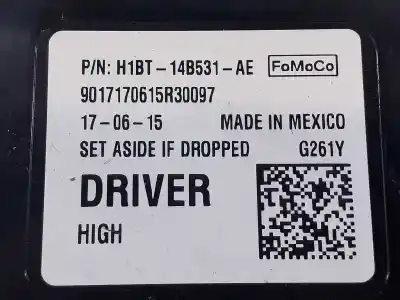 P/N: H1BT-14B531-AE FoMoCo
9017170615R30097
17-06-15 MADE IN MEXICO
SET ASIDE IF DROPPED G261Y
DRIVER
HIGH